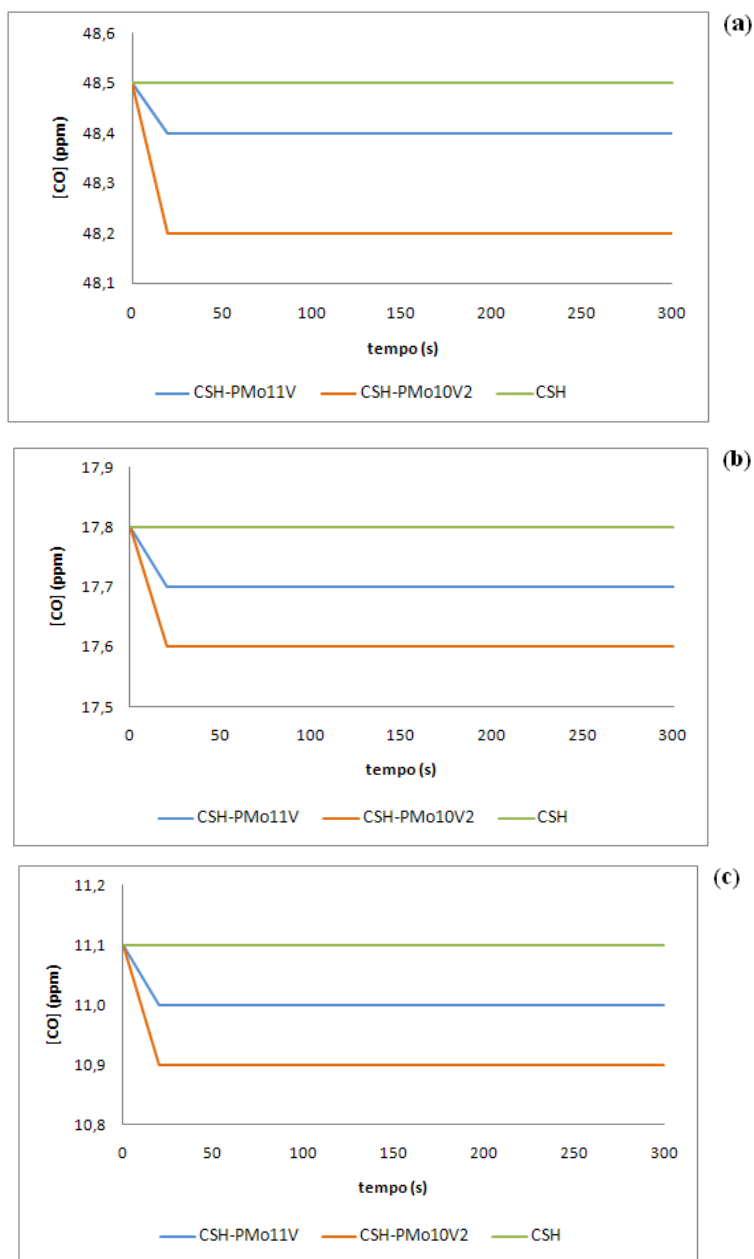 (a)
48,6
48,5
48,4
48,3
48,2
48,1
[CO] (ppm)
0 50 100 150 200 250 300
tempo (s)
CSH-PMo11V CSH-PMo10V2 CSH
(b)
17,9
17,8
17,7
17,6
17,5
[CO] (ppm)
0 50 100 150 200 250 300
tempo (s)
CSH-PMo11V CSH-PMo10V2 CSH
(c)
11,2
11,1
11,0
10,9
10,8
[CO] (ppm)
0 50 100 150 200 250 300
tempo (s)
CSH-PMo11V CSH-PMo10V2 CSH